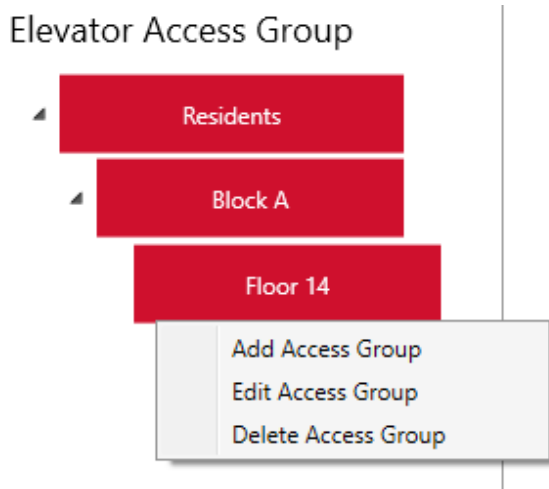 Elevator Access Group
Residents
Block A
Floor 14
Add Access Group
Edit Access Group
Delete Access Group